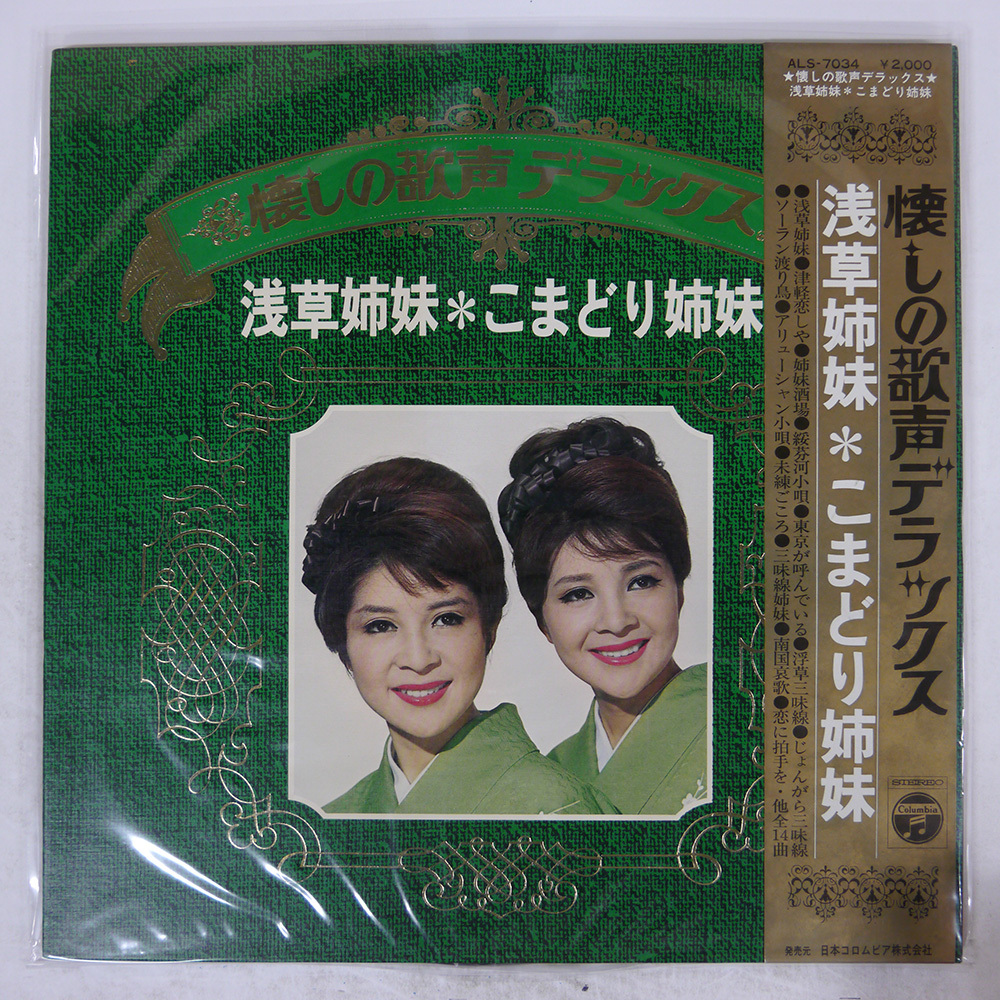 懐しの歌声デラックス
浅草姉妹＊こまどり姉妹
ALS-7034 ￥2,000
★懐しの歌声デラックス★
浅草姉妹＊こまどり姉妹
懐しの歌声デラックス
浅草姉妹＊こまどり姉妹
●浅草姉妹●津軽恋しや●姉妹酒場●綏芬河小唄●東京が呼んでいる●浮草三味線●じょんがら三味線
●ソーラン渡り鳥●アリューシャン小唄●未練ごころ●三味線姉妹●南国哀歌●恋に拍手を・他全14曲
STEREO
Columbia
発売元 日本コロムビア株式会社